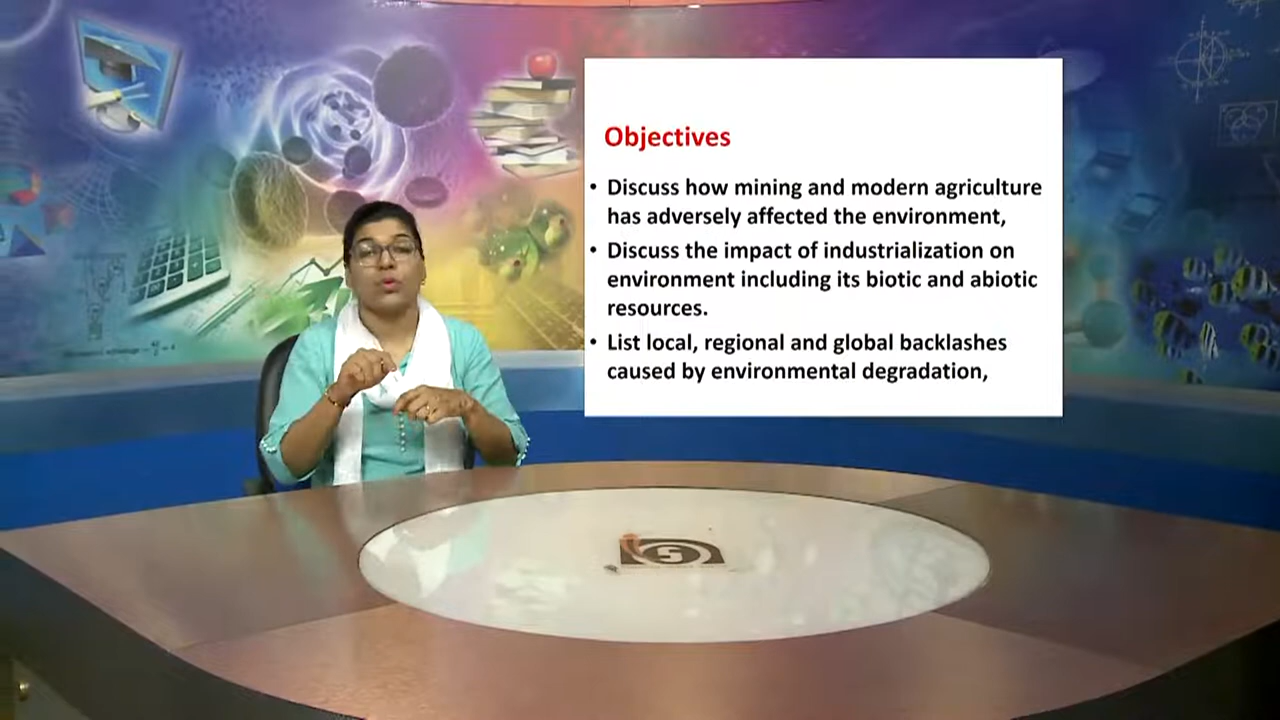 Objectives
• Discuss how mining and modern agriculture
has adversely affected the environment,
• Discuss the impact of industrialization on
environment including its biotic and abiotic
resources.
• List local, regional and global backlashes
caused by environmental degradation,